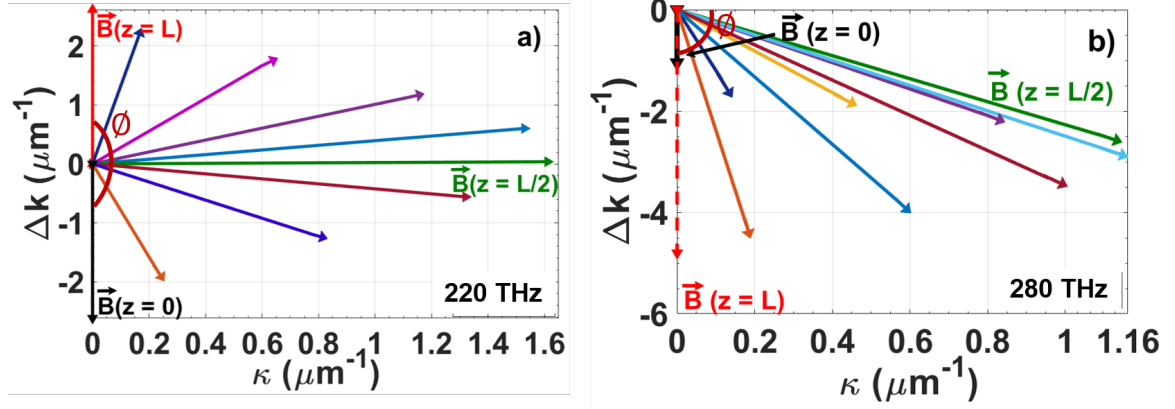 B(z = L)
a)
2
1
0
-1
-2
Δk (μm⁻¹)
Ø
B(z = L/2)
B(z = 0)
220 THz
0 0.2 0.4 0.6 0.8 1 1.2 1.4 1.6
κ (μm⁻¹)
0
-2
-4
-6
Δk (μm⁻¹)
Ø
B (z = 0)
b)
B (z = L/2)
B (z = L)
280 THz
0 0.2 0.4 0.6 0.8 1 1.16
κ (μm⁻¹)